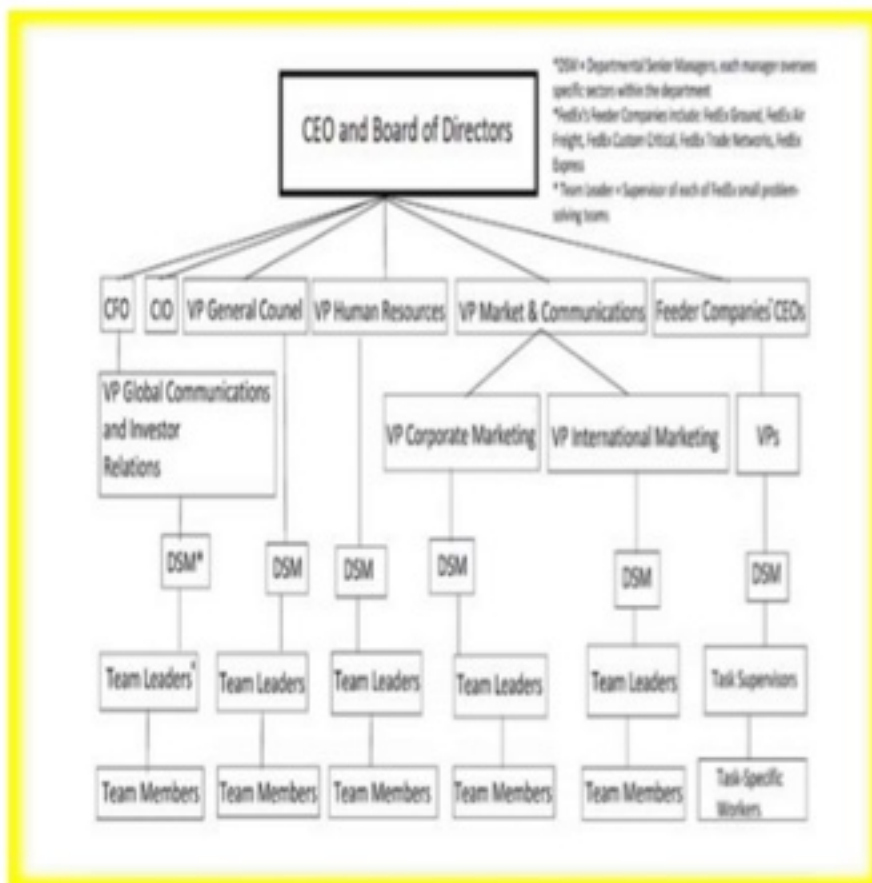 *DSM = Departmental Senior Managers, each manager oversees
specific sectors within the department
*FedEx's Feeder Companies include: FedEx Ground, FedEx Air
Freight, FedEx Custom Critical, FedEx Trade Networks, FedEx
Express
* Team Leader = Supervisor of each of FedEx small problem-
solving teams
CEO and Board of Directors
CFO
CIO
VP General Counel
VP Human Resources
VP Market & Communications
Feeder Companies* CEOs
VP Global Communications
and Investor
Relations
VP Corporate Marketing
VP International Marketing
VPs
DSM*
DSM
DSM
DSM
DSM
DSM
Team Leaders*
Team Leaders
Team Leaders
Team Leaders
Team Leaders
Task Supervisors
Team Members
Team Members
Team Members
Team Members
Team Members
Task-Specific
Workers